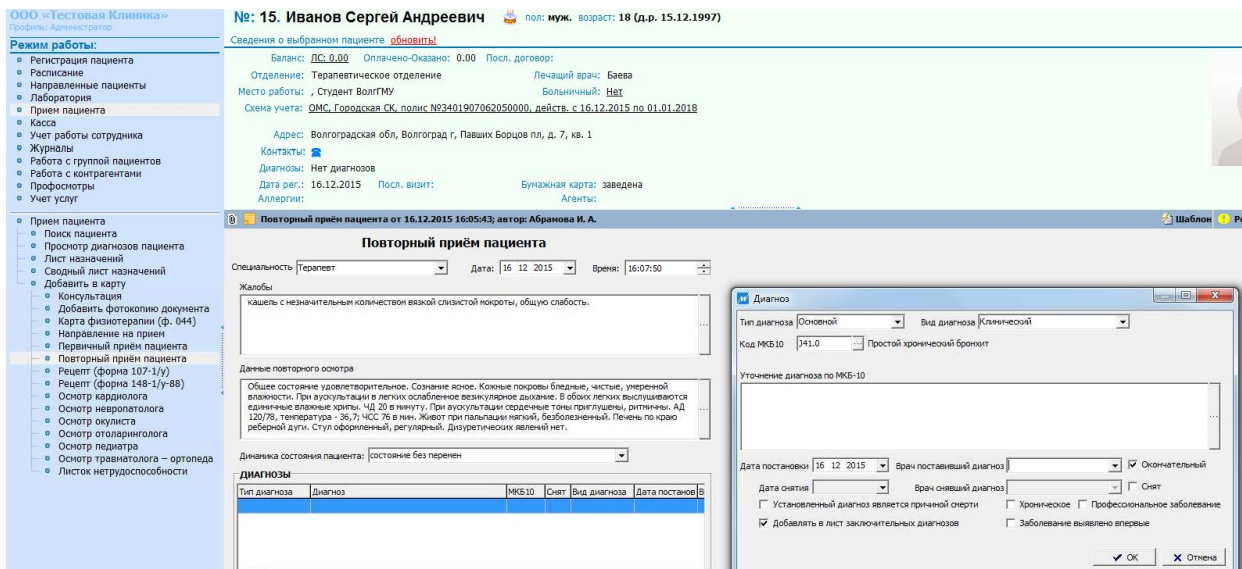 ООО «Тестовая Клиника»
Профиль: Администратор
Режим работы:
Регистрация пациента
Расписание
Направленные пациенты
Лаборатория
Прием пациента
Касса
Учет работы сотрудника
Журналы
Работа с группой пациентов
Работа с контрагентами
Профосмотры
Учет услуг
Прием пациента
Поиск пациента
Просмотр диагнозов пациента
Лист назначений
Сводный лист назначений
Добавить в карту
Консультация
Добавить фотокопию документа
Карта физиотерапии (ф. 044)
Направление на прием
Первичный приём пациента
Повторный приём пациента
Рецепт (форма 107-1/у)
Рецепт (форма 148-1/у-88)
Осмотр кардиолога
Осмотр невропатолога
Осмотр окулиста
Осмотр отоларинголога
Осмотр педиатра
Осмотр травматолога – ортопеда
Листок нетрудоспособности
№: 15. Иванов Сергей Андреевич пол: муж. возраст: 18 (д.р. 15.12.1997)
Сведения о выбранном пациенте обновить!
Баланс: ЛС: 0.00 Оплачено-Оказано: 0.00 Посл. договор:
Отделение: Терапевтическое отделение Лечащий врач: Баева
Место работы: , Студент ВолгГМУ Больничный: Нет
Схема учета: ОМС, Городская СК, полис №3401907062050000, действ. с 16.12.2015 по 01.01.2018
Адрес: Волгоградская обл, Волгоград г, Павших Борцов пл, д. 7, кв. 1
Контакты:
Диагнозы: Нет диагнозов
Дата рег.: 16.12.2015 Посл. визит: Бумажная карта: заведена
Аллергии: Агенты:
Повторный приём пациента от 16.12.2015 16:05:43; автор: Абрамова И. А. Шаблон
Повторный приём пациента
Специальность Терапевт Дата: 16 12 2015 Время: 16:07:50
Жалобы
кашель с незначительным количеством вязкой слизистой мокроты, общую слабость.
Данные повторного осмотра
Общее состояние удовлетворительное. Сознание ясное. Кожные покровы бледные, чистые, умеренной
влажности. При аускультации в легких ослабленное везикулярное дыхание. В обоих легких выслушиваются
единичные влажные хрипы. ЧД 20 в минуту. При аускультации сердечные тоны приглушены, ритмичны. АД
120/78, температура - 36,7; ЧСС 76 в мин. Живот при пальпации мягкий, безболезненный. Печень по краю
реберной дуги. Стул оформленный, регулярный. Дизуретических явлений нет.
Динамика состояния пациента: состояние без перемен
ДИАГНОЗЫ
Тип диагноза Диагноз МКБ10 Снят Вид диагноза Дата постанов В
Диагноз
Тип диагноза Основной Вид диагноза Клинический
Код МКБ10 J41.0 ... Простой хронический бронхит
Уточнение диагноза по МКБ-10
Дата постановки 16 12 2015 Врач поставивший диагноз Окончательный
Дата снятия Врач снявший диагноз Снят
Установленный диагноз является причиной смерти Хроническое Профессиональное заболевание
Добавлять в лист заключительных диагнозов Заболевание выявлено впервые
ОК Отмена